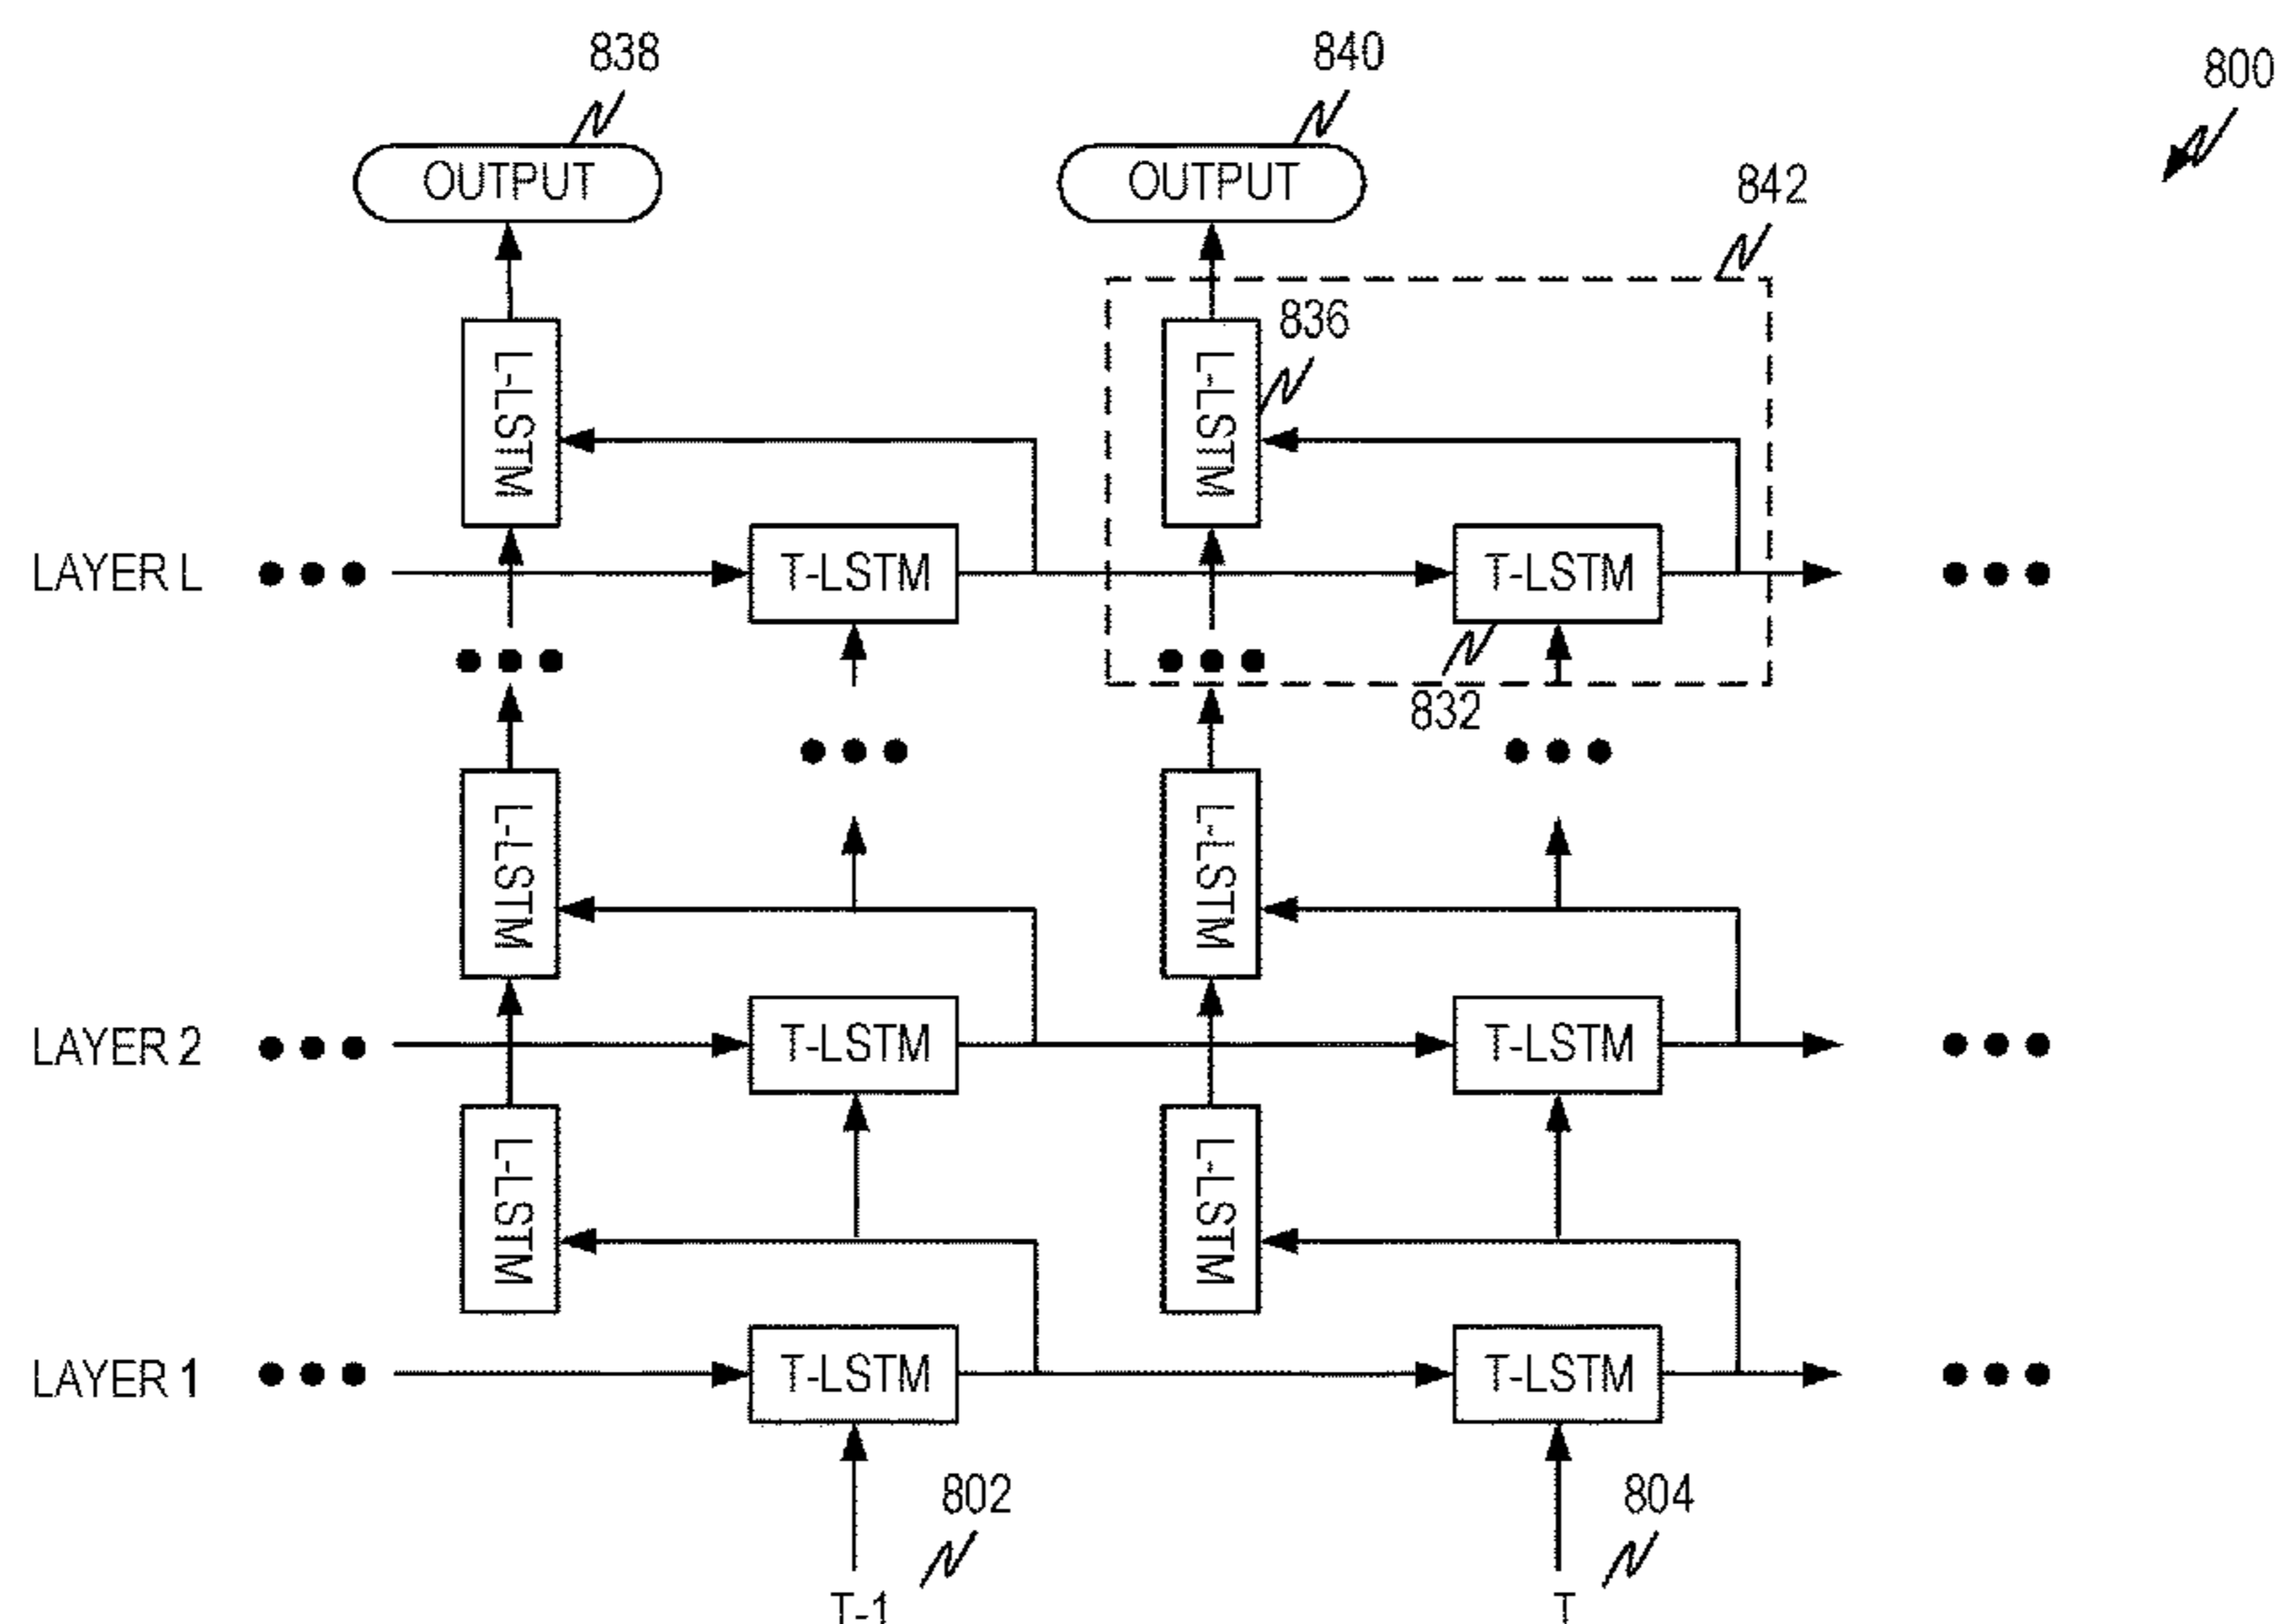 838
840
800
OUTPUT
OUTPUT
842
836
L-LSTM
L-LSTM
LAYER L
T-LSTM
T-LSTM
832
L-LSTM
L-LSTM
LAYER 2
T-LSTM
T-LSTM
L-LSTM
L-LSTM
LAYER 1
T-LSTM
T-LSTM
802
804
T-1
T